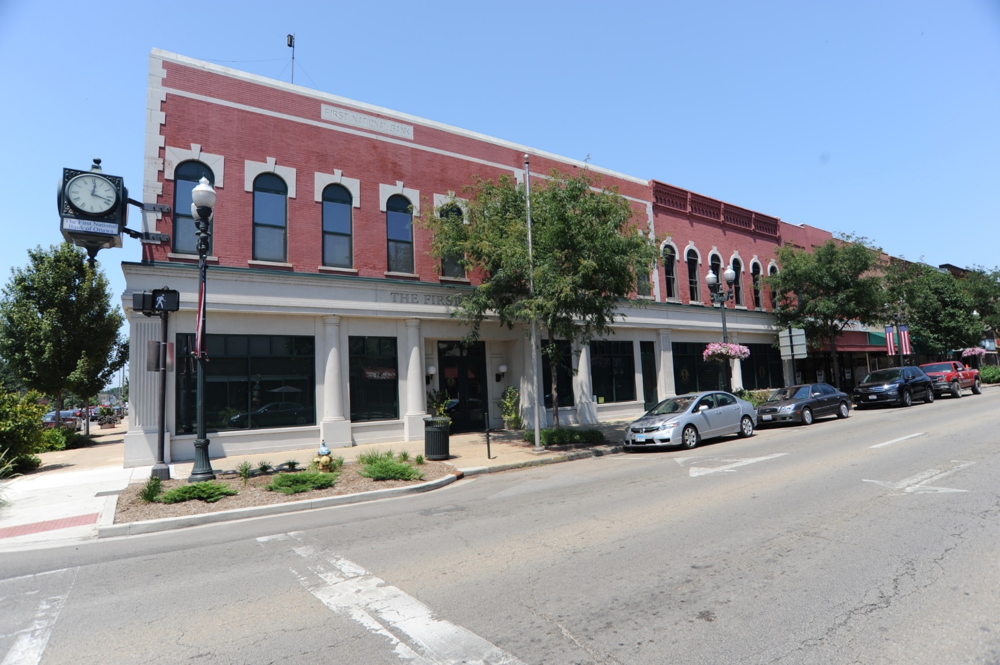 FIRST NATIONAL BANK
The First National
Bank of Ottawa
THE FIRST